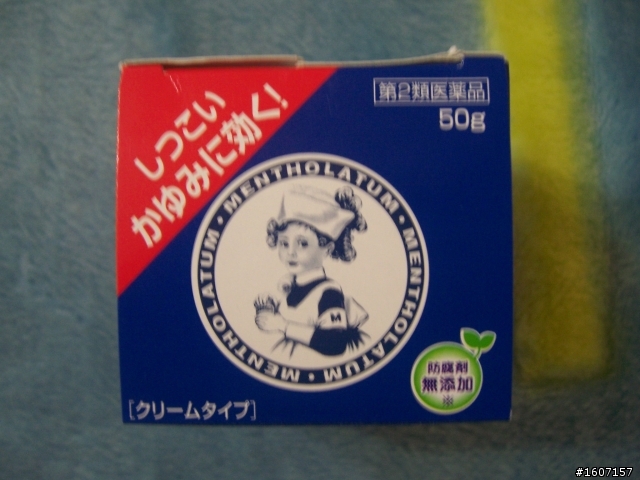 しつこい
かゆみに効く!
第2類医薬品
50g
MENTHOLATUM・MENTHOLATUM・MENTHOLATUM・
M
防腐剤
無添加
※
[クリームタイプ]
#1607157